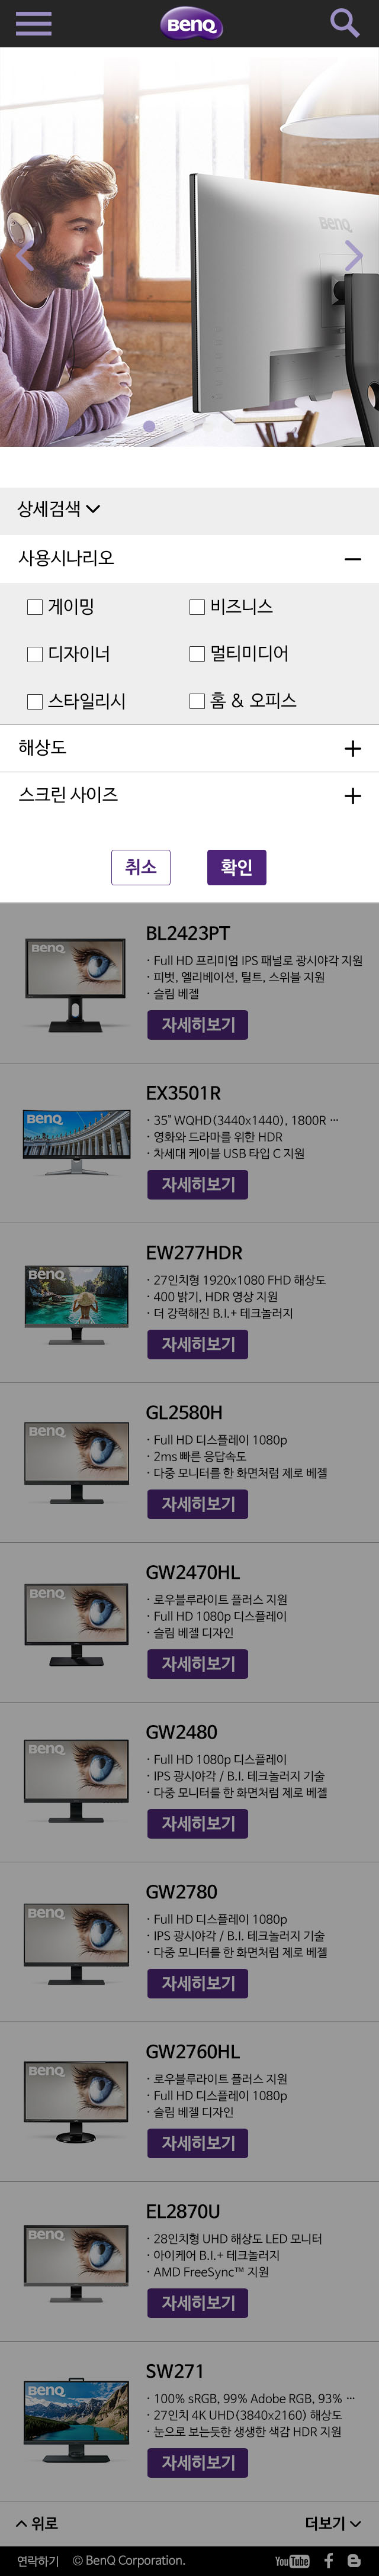 BenQ
BenQ
상세검색
사용시나리오
게이밍
비즈니스
디자이너
멀티미디어
스타일리시
홈 & 오피스
해상도
스크린 사이즈
취소
확인
BenQ
BL2423PT
· Full HD 프리미엄 IPS 패널로 광시야각 지원
· 피벗, 엘리베이션, 틸트, 스위블 지원
· 슬림 베젤
자세히보기
BenQ
EX3501R
· 35" WQHD(3440x1440), 1800R ···
· 영화와 드라마를 위한 HDR
· 차세대 케이블 USB 타입 C 지원
자세히보기
BenQ
EW277HDR
· 27인치형 1920x1080 FHD 해상도
· 400 밝기, HDR 영상 지원
· 더 강력해진 B.I.+ 테크놀러지
자세히보기
BenQ
GL2580H
· Full HD 디스플레이 1080p
· 2ms 빠른 응답속도
· 다중 모니터를 한 화면처럼 제로 베젤
자세히보기
BenQ
GW2470HL
· 로우블루라이트 플러스 지원
· Full HD 1080p 디스플레이
· 슬림 베젤 디자인
자세히보기
BenQ
GW2480
· Full HD 1080p 디스플레이
· IPS 광시야각 / B.I. 테크놀러지 기술
· 다중 모니터를 한 화면처럼 제로 베젤
자세히보기
BenQ
GW2780
· Full HD 디스플레이 1080p
· IPS 광시야각 / B.I. 테크놀러지 기술
· 다중 모니터를 한 화면처럼 제로 베젤
자세히보기
BenQ
GW2760HL
· 로우블루라이트 플러스 지원
· Full HD 디스플레이 1080p
· 슬림 베젤 디자인
자세히보기
BenQ
EL2870U
· 28인치형 UHD 해상도 LED 모니터
· 아이케어 B.I.+ 테크놀러지
· AMD FreeSync™ 지원
자세히보기
BenQ
SW271
· 100% sRGB, 99% Adobe RGB, 93% ···
· 27인치 4K UHD(3840x2160) 해상도
· 눈으로 보는듯한 생생한 색감 HDR 지원
자세히보기
위로
더보기
연락하기 © BenQ Corporation.
YouTube